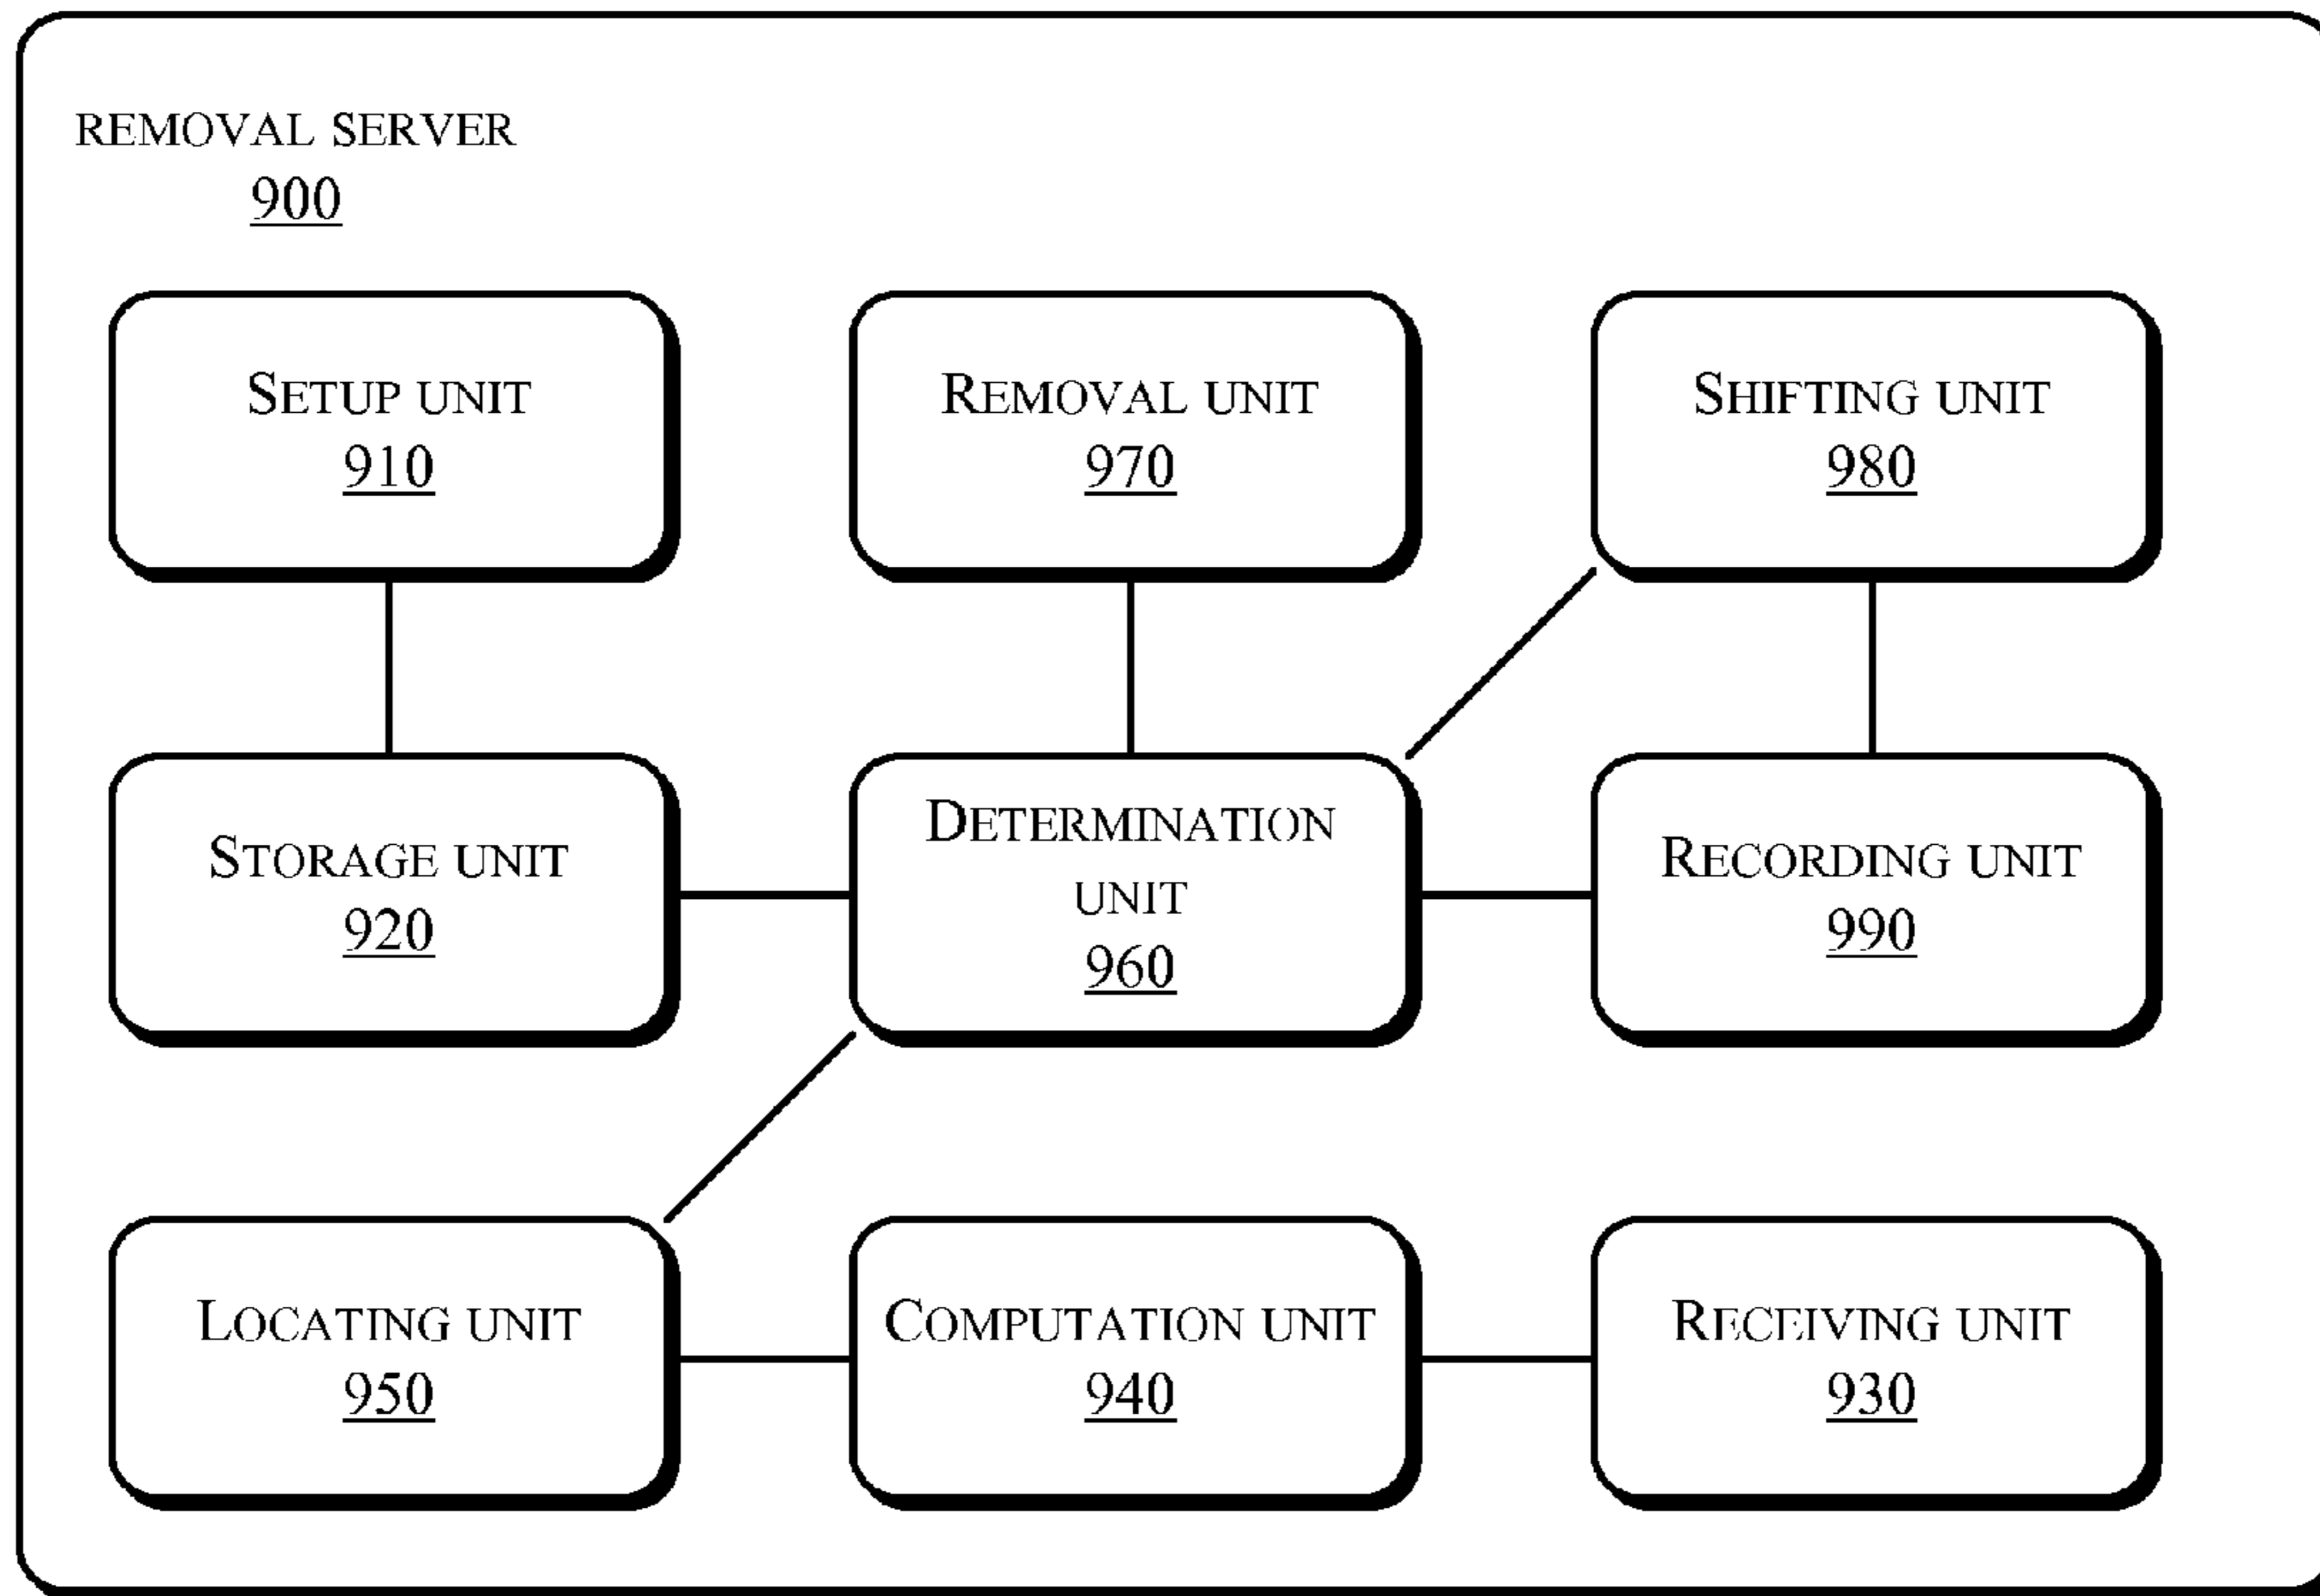 REMOVAL SERVER
900
SETUP UNIT
910
REMOVAL UNIT
970
SHIFTING UNIT
980
STORAGE UNIT
920
DETERMINATION
UNIT
960
RECORDING UNIT
990
LOCATING UNIT
950
COMPUTATION UNIT
940
RECEIVING UNIT
930